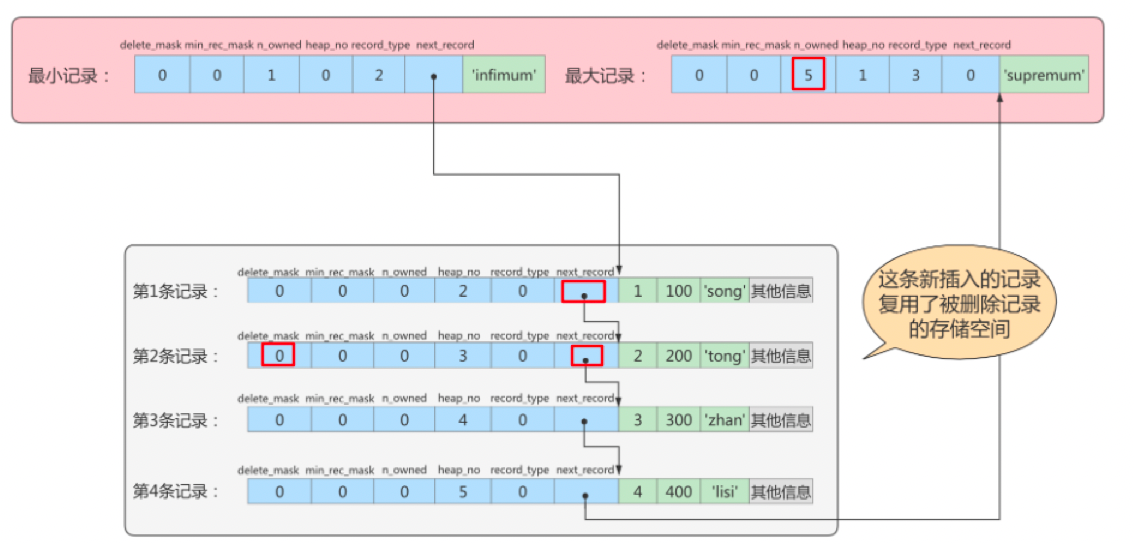 delete_mask min_rec_mask n_owned heap_no record_type next_record
最小记录： 0 0 1 0 2 'infimum'
delete_mask min_rec_mask n_owned heap_no record_type next_record
最大记录： 0 0 5 1 3 0 'supremum'
delete_mask min_rec_mask n_owned heap_no record_type next_record
第1条记录： 0 0 0 2 0 1 100 'song' 其他信息
delete_mask min_rec_mask n_owned heap_no record_type next_record
第2条记录： 0 0 0 3 0 2 200 'tong' 其他信息
delete_mask min_rec_mask n_owned heap_no record_type next_record
第3条记录： 0 0 0 4 0 3 300 'zhan' 其他信息
delete_mask min_rec_mask n_owned heap_no record_type next_record
第4条记录： 0 0 0 5 0 4 400 'lisi' 其他信息
这条新插入的记录
复用了被删除记录
的存储空间